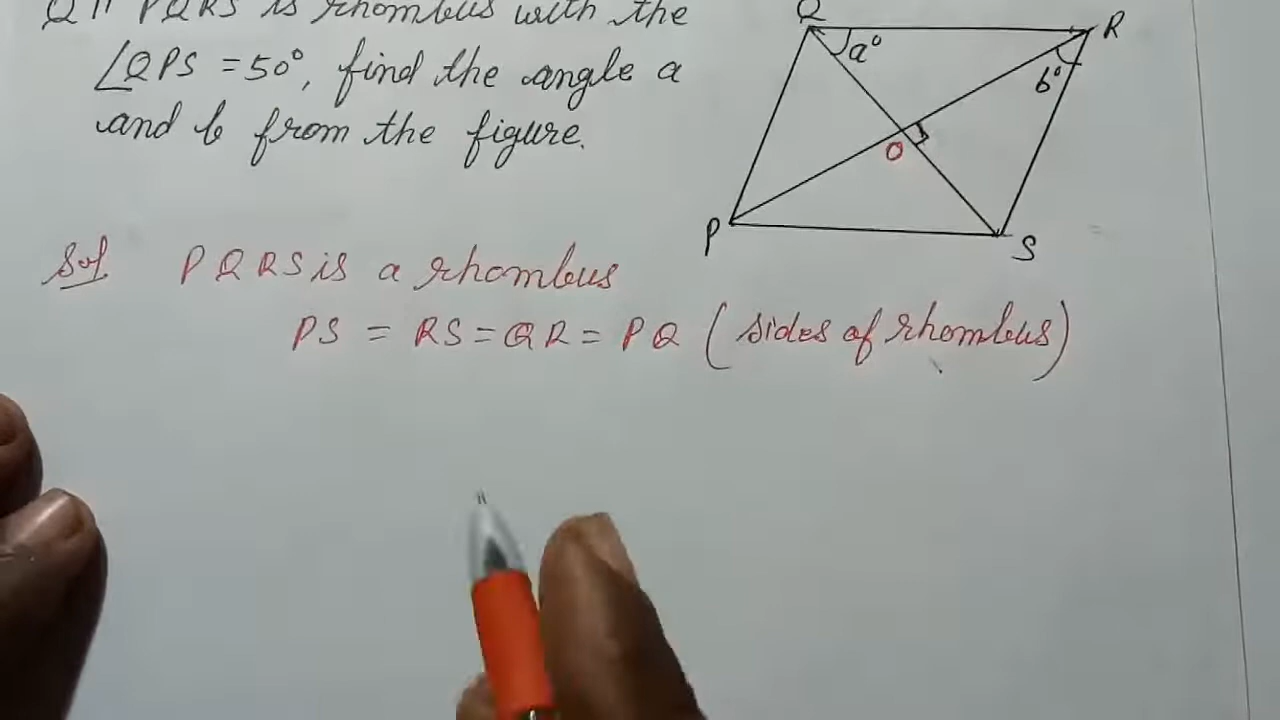 Q11 PQRS is rhombus with the
∠QPS = 50°, find the angle a
and b from the figure.
Q
R
a°
b°
O
P
S
Sol PQRS is a rhombus
PS = RS = QR = PQ (sides of rhombus)